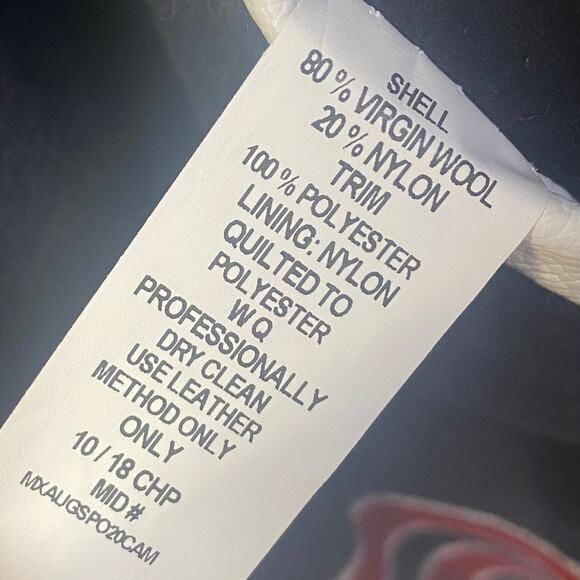 SHELL
80% VIRGIN WOOL
20% NYLON
TRIM
100% POLYESTER
LINING: NYLON
QUILTED TO
POLYESTER
WQ
PROFESSIONALLY
DRY CLEAN
USE LEATHER
METHOD ONLY
ONLY
10 / 18 CHP
MID#
MXAUGSPO20CAM